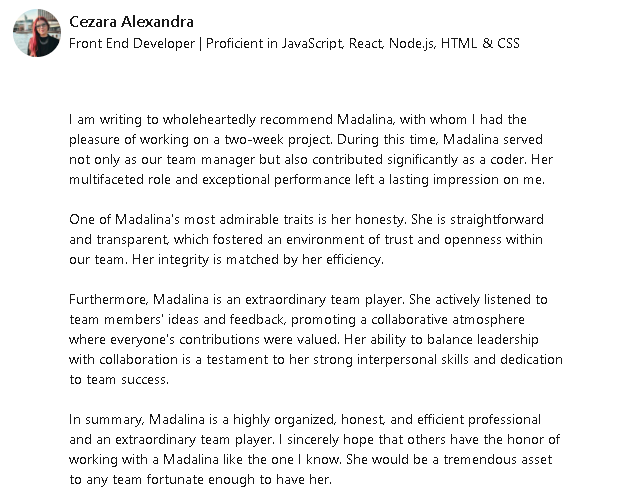 Cezara Alexandra
Front End Developer | Proficient in JavaScript, React, Node.js, HTML & CSS
I am writing to wholeheartedly recommend Madalina, with whom I had the
pleasure of working on a two-week project. During this time, Madalina served
not only as our team manager but also contributed significantly as a coder. Her
multifaceted role and exceptional performance left a lasting impression on me.
One of Madalina's most admirable traits is her honesty. She is straightforward
and transparent, which fostered an environment of trust and openness within
our team. Her integrity is matched by her efficiency.
Furthermore, Madalina is an extraordinary team player. She actively listened to
team members' ideas and feedback, promoting a collaborative atmosphere
where everyone's contributions were valued. Her ability to balance leadership
with collaboration is a testament to her strong interpersonal skills and dedication
to team success.
In summary, Madalina is a highly organized, honest, and efficient professional
and an extraordinary team player. I sincerely hope that others have the honor of
working with a Madalina like the one I know. She would be a tremendous asset
to any team fortunate enough to have her.